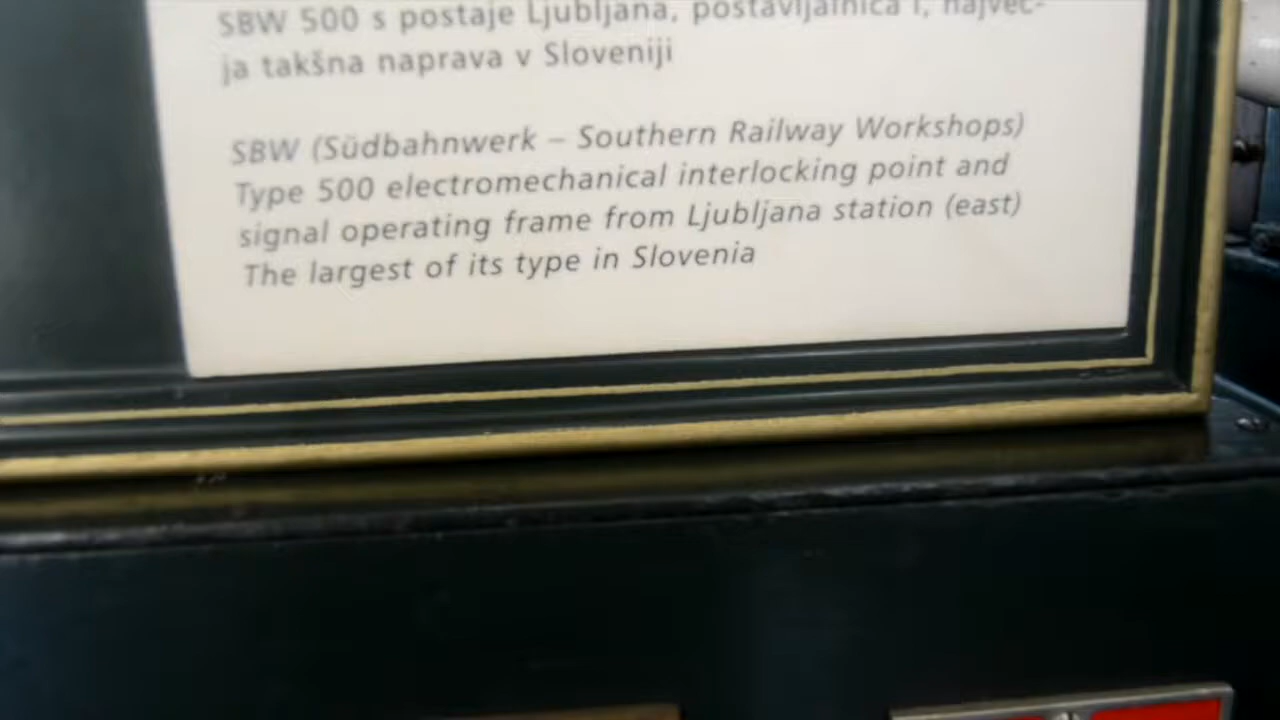 SBW 500 s postaje Ljubljana, postavljalnica I, največ-
ja takšna naprava v Sloveniji
SBW (Südbahnwerk – Southern Railway Workshops)
Type 500 electromechanical interlocking point and
signal operating frame from Ljubljana station (east)
The largest of its type in Slovenia